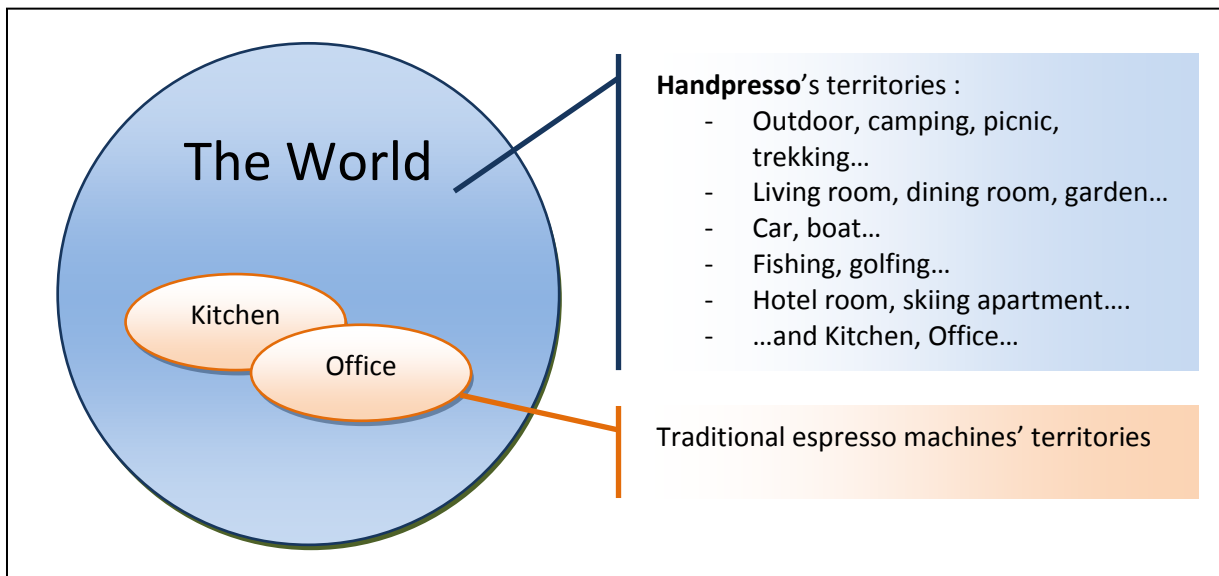 The World
Kitchen
Office
Handpresso’s territories :
- Outdoor, camping, picnic,
trekking…
- Living room, dining room, garden…
- Car, boat…
- Fishing, golfing…
- Hotel room, skiing apartment….
- …and Kitchen, Office…
Traditional espresso machines’ territories